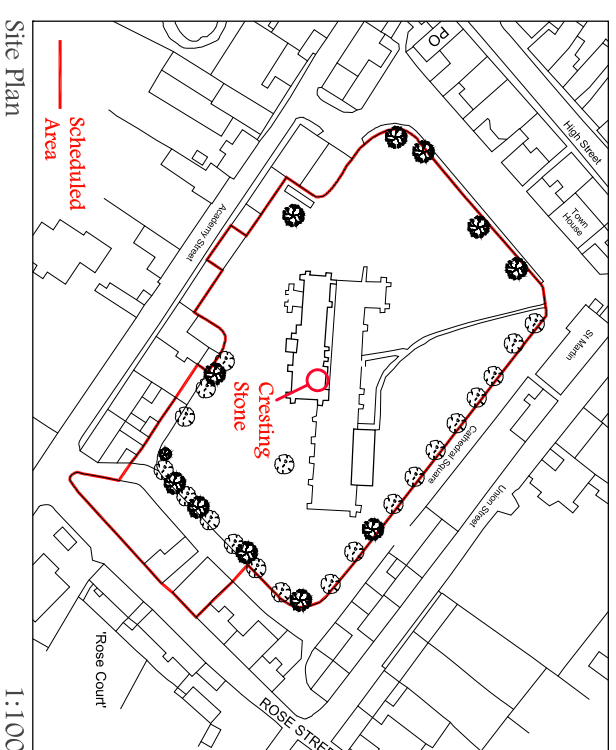 PO
High Street
Town
House
St Martin
Academy Street
Cresting
Stone
Cathedral Square
Union Street
'Rose Court'
ROSE STREE
Scheduled
Area
Site Plan
1:100